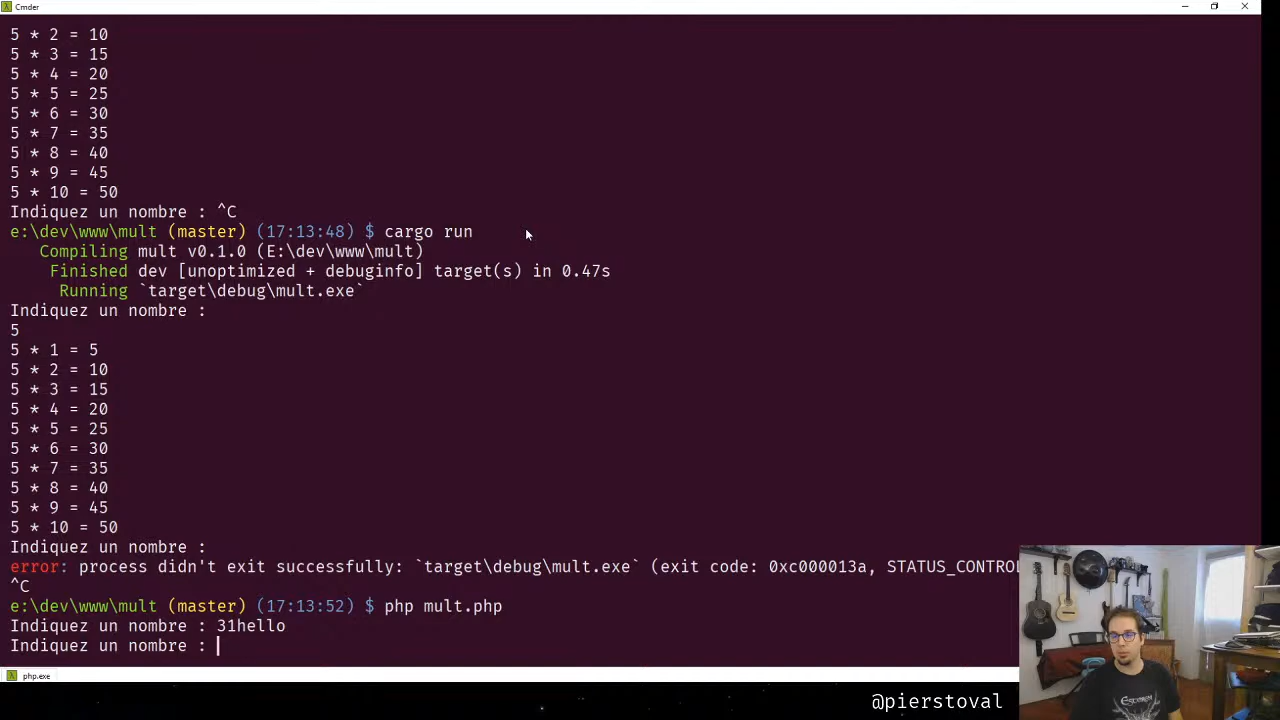 Cmder
5 * 2 = 10
5 * 3 = 15
5 * 4 = 20
5 * 5 = 25
5 * 6 = 30
5 * 7 = 35
5 * 8 = 40
5 * 9 = 45
5 * 10 = 50
Indiquez un nombre : ^C
e:\dev\www\mult (master) (17:13:48) $ cargo run
Compiling mult v0.1.0 (E:\dev\www\mult)
Finished dev [unoptimized + debuginfo] target(s) in 0.47s
Running `target\debug\mult.exe`
Indiquez un nombre :
5
5 * 1 = 5
5 * 2 = 10
5 * 3 = 15
5 * 4 = 20
5 * 5 = 25
5 * 6 = 30
5 * 7 = 35
5 * 8 = 40
5 * 9 = 45
5 * 10 = 50
Indiquez un nombre :
error: process didn't exit successfully: `target\debug\mult.exe` (exit code: 0xc000013a, STATUS_CONTROL
^C
e:\dev\www\mult (master) (17:13:52) $ php mult.php
Indiquez un nombre : 31hello
Indiquez un nombre :
php.exe
@pierstoval